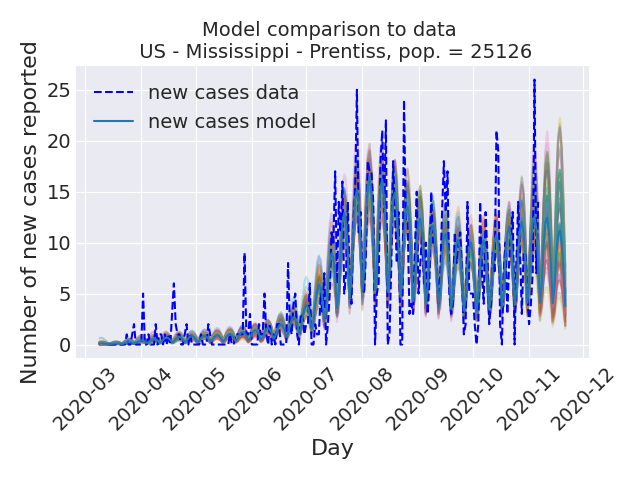 Model comparison to data
US - Mississippi - Prentiss, pop. = 25126
Number of new cases reported
25
20
15
10
5
0
new cases data
new cases model
2020-03
2020-04
2020-05
2020-06
2020-07
2020-08
2020-09
2020-10
2020-11
2020-12
Day